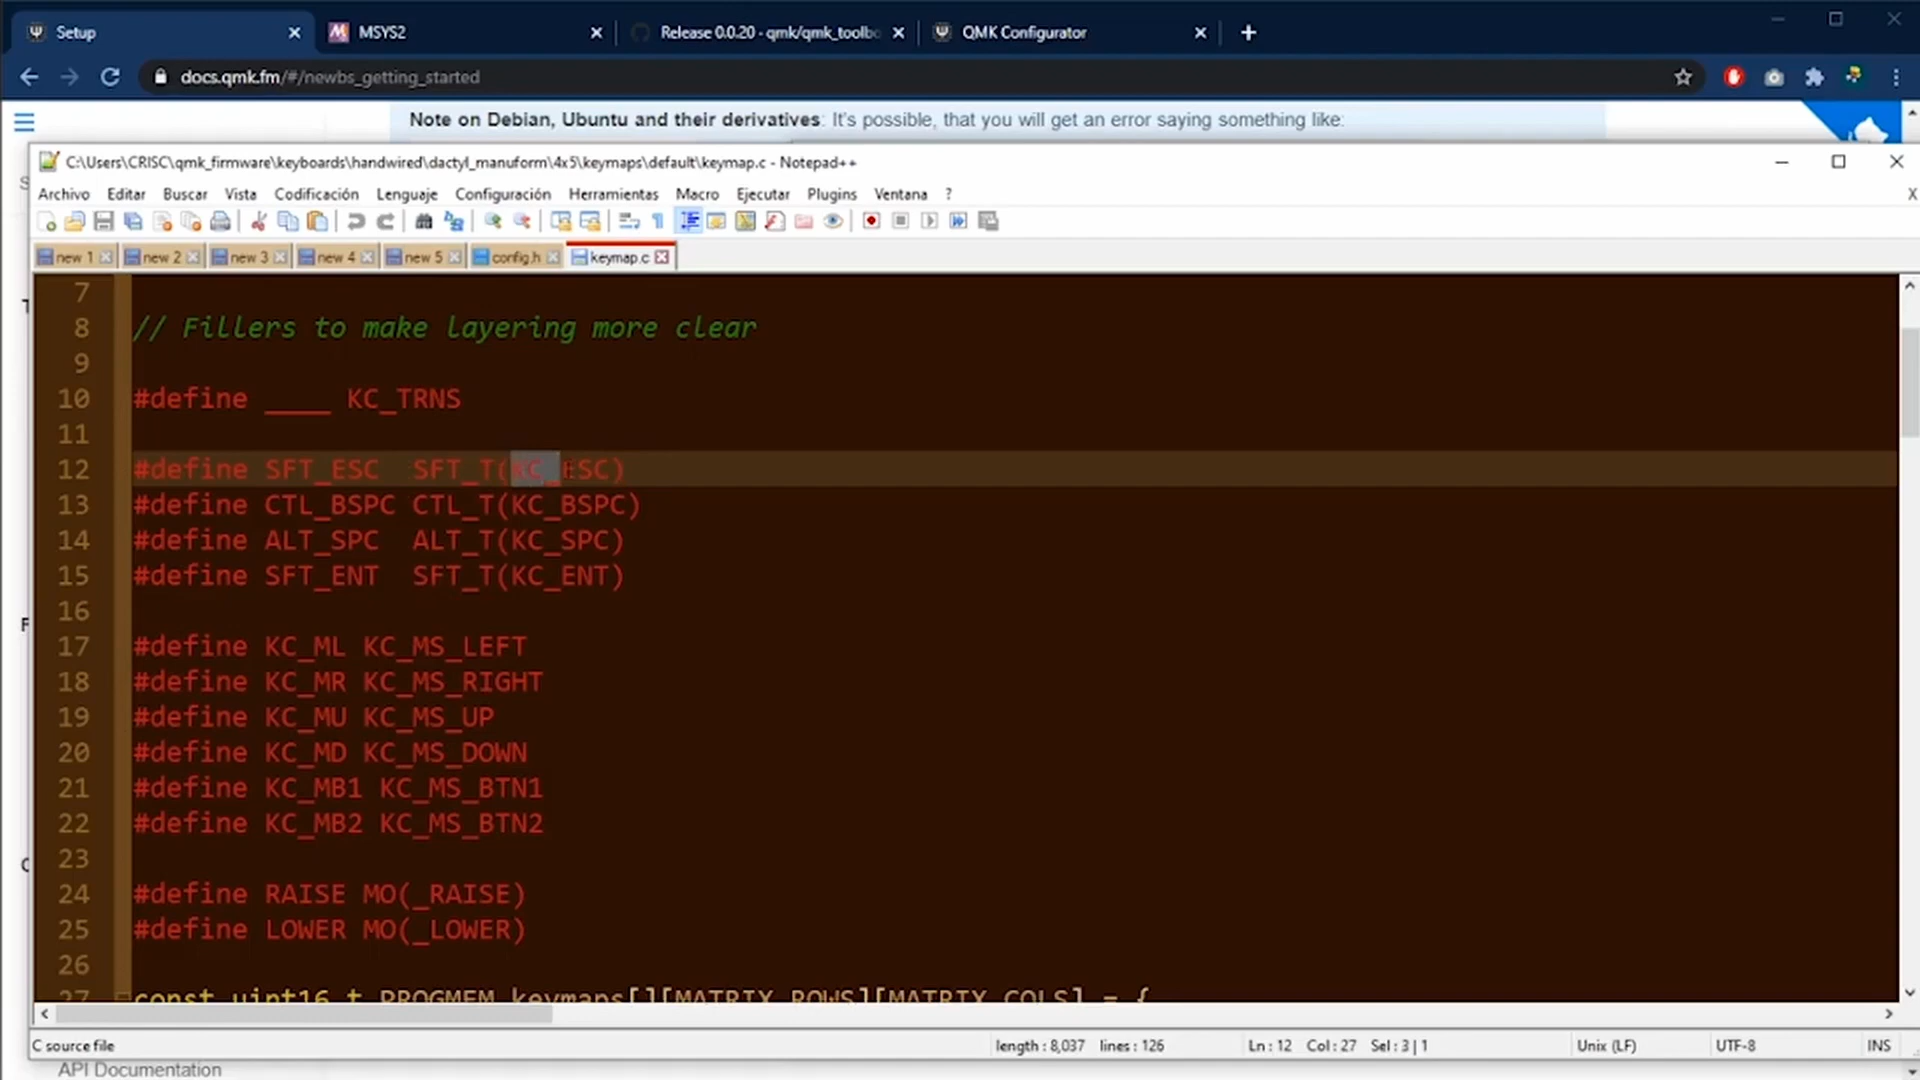 Setup
MSYS2
Release 0.0.20 · qmk/qmk_toolbo
QMK Configurator
docs.qmk.fm/#/newbs_getting_started
Note on Debian, Ubuntu and their derivatives: It's possible, that you will get an error saying something like:
C:\Users\CRISC\qmk_firmware\keyboards\handwired\dactyl_manuform\4x5\keymaps\default\keymap.c - Notepad++
Archivo Editar Buscar Vista Codificación Lenguaje Configuración Herramientas Macro Ejecutar Plugins Ventana ?
new 1 new 2 new 3 new 4 new 5 config.h keymap.c
7
8 // Fillers to make layering more clear
9
10 #define ____ KC_TRNS
11
12 #define SFT_ESC  SFT_T(KC_ESC)
13 #define CTL_BSPC CTL_T(KC_BSPC)
14 #define ALT_SPC  ALT_T(KC_SPC)
15 #define SFT_ENT  SFT_T(KC_ENT)
16
17 #define KC_ML KC_MS_LEFT
18 #define KC_MR KC_MS_RIGHT
19 #define KC_MU KC_MS_UP
20 #define KC_MD KC_MS_DOWN
21 #define KC_MB1 KC_MS_BTN1
22 #define KC_MB2 KC_MS_BTN2
23
24 #define RAISE MO(_RAISE)
25 #define LOWER MO(_LOWER)
26
27 const uint16_t PROGMEM keymaps[][MATRIX_ROWS][MATRIX_COLS] = {
C source file length : 8,037 lines : 126 Ln : 12 Col : 27 Sel : 3 | 1 Unix (LF) UTF-8 INS
API Documentation